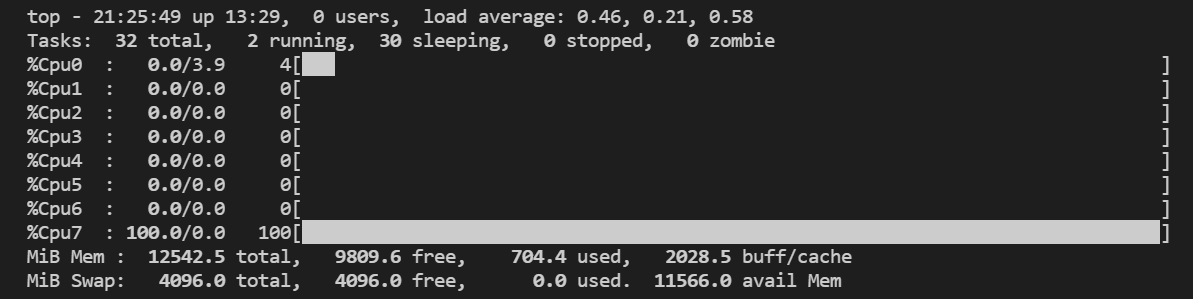 top - 21:25:49 up 13:29,  0 users,  load average: 0.46, 0.21, 0.58
Tasks:  32 total,   2 running,  30 sleeping,   0 stopped,   0 zombie
%Cpu0  :   0.0/3.9     4[   ]
%Cpu1  :   0.0/0.0     0[   ]
%Cpu2  :   0.0/0.0     0[   ]
%Cpu3  :   0.0/0.0     0[   ]
%Cpu4  :   0.0/0.0     0[   ]
%Cpu5  :   0.0/0.0     0[   ]
%Cpu6  :   0.0/0.0     0[   ]
%Cpu7  : 100.0/0.0   100[   ]
MiB Mem :  12542.5 total,   9809.6 free,    704.4 used,   2028.5 buff/cache
MiB Swap:   4096.0 total,   4096.0 free,      0.0 used.  11566.0 avail Mem